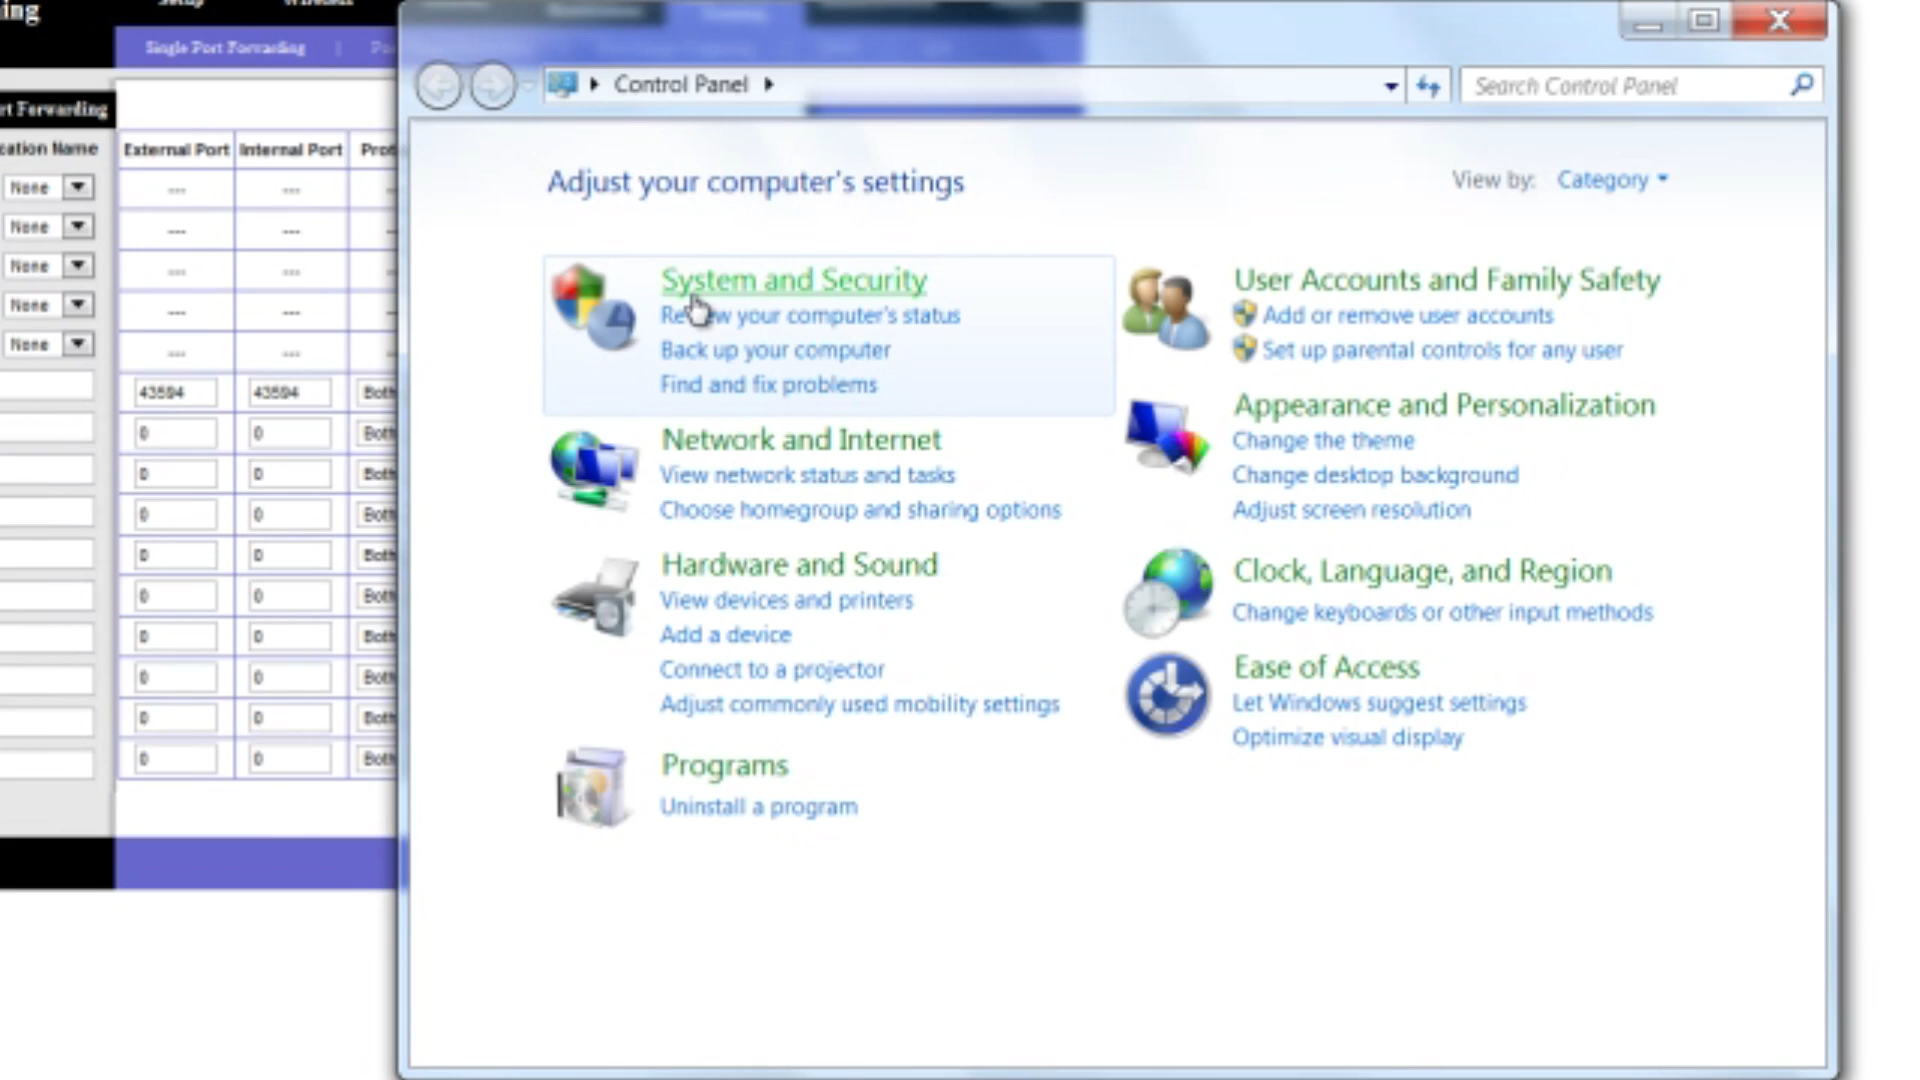 Single Port Forwarding |
Control Panel
Search Control Panel
rt Forwarding
cation Name
External Port
Internal Port
None
--- ---
None
--- ---
None
--- ---
None
--- ---
None
--- ---
43594 43594 Both
0 0 Both
0 0 Both
0 0 Both
0 0 Both
0 0 Both
0 0 Both
0 0 Both
0 0 Both
0 0 Both
Adjust your computer's settings
View by: Category
System and Security
Review your computer's status
Back up your computer
Find and fix problems
Network and Internet
View network status and tasks
Choose homegroup and sharing options
Hardware and Sound
View devices and printers
Add a device
Connect to a projector
Adjust commonly used mobility settings
Programs
Uninstall a program
User Accounts and Family Safety
Add or remove user accounts
Set up parental controls for any user
Appearance and Personalization
Change the theme
Change desktop background
Adjust screen resolution
Clock, Language, and Region
Change keyboards or other input methods
Ease of Access
Let Windows suggest settings
Optimize visual display